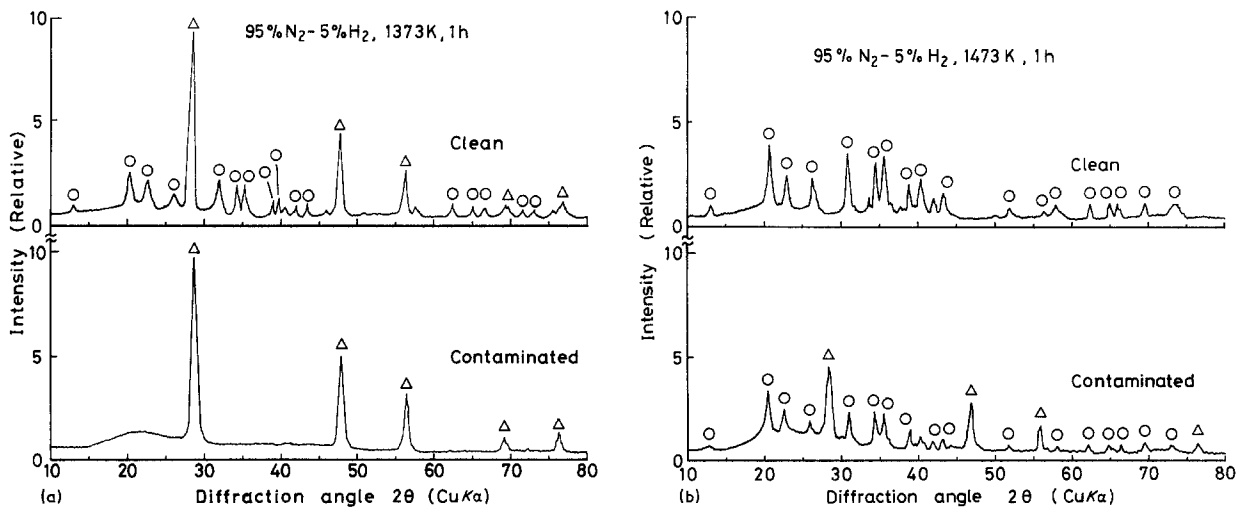 10
95%N₂-5%H₂, 1373K, 1h
5
Clean
0
10
5
Contaminated
0
10 20 30 40 50 60 70 80
Intensity (Relative)
(a) Diffraction angle 2θ (CuKα)
10
95% N₂-5% H₂, 1473K, 1h
5
Clean
0
10
5
Contaminated
0
10 20 30 40 50 60 70 80
Intensity (Relative)
(b) Diffraction angle 2θ (CuKα)